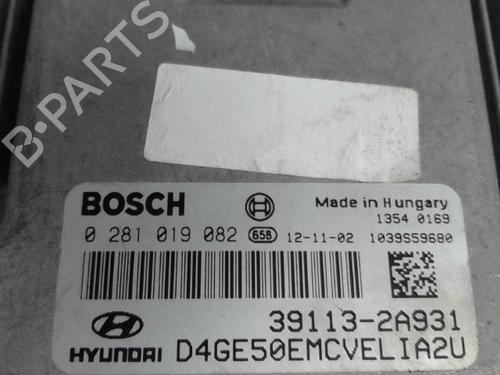 B-PARTS
BOSCH
Made in Hungary
1354 0169
0 281 019 082 65B 12-11-02 1039S59680
39113-2A931
HYUNDAI D4GE50EMCVELIA2U